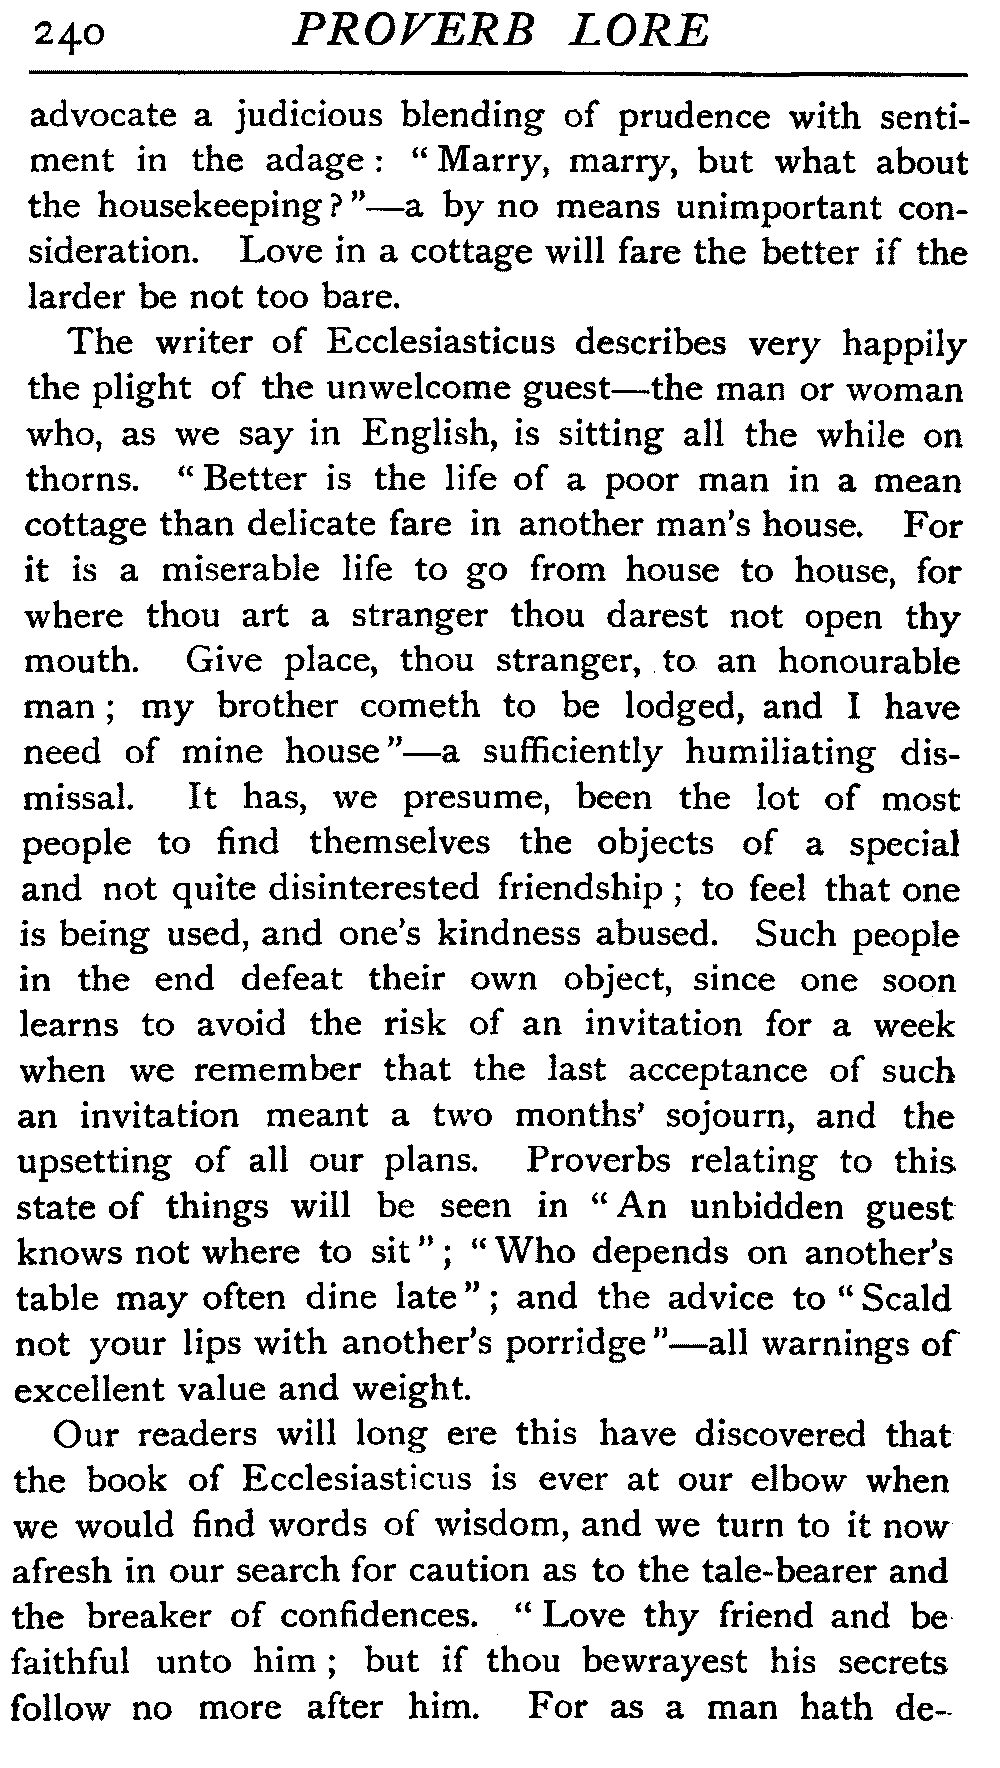 240 PROVERB LORE
advocate a judicious blending of prudence with senti-
ment in the adage: "Marry, marry, but what about
the housekeeping?"—a by no means unimportant con-
sideration. Love in a cottage will fare the better if the
larder be not too bare.
The writer of Ecclesiasticus describes very happily
the plight of the unwelcome guest—the man or woman
who, as we say in English, is sitting all the while on
thorns. "Better is the life of a poor man in a mean
cottage than delicate fare in another man's house. For
it is a miserable life to go from house to house, for
where thou art a stranger thou darest not open thy
mouth. Give place, thou stranger, to an honourable
man; my brother cometh to be lodged, and I have
need of mine house"—a sufficiently humiliating dis-
missal. It has, we presume, been the lot of most
people to find themselves the objects of a special
and not quite disinterested friendship; to feel that one
is being used, and one's kindness abused. Such people
in the end defeat their own object, since one soon
learns to avoid the risk of an invitation for a week
when we remember that the last acceptance of such
an invitation meant a two months' sojourn, and the
upsetting of all our plans. Proverbs relating to this
state of things will be seen in "An unbidden guest
knows not where to sit"; "Who depends on another's
table may often dine late"; and the advice to "Scald
not your lips with another's porridge"—all warnings of
excellent value and weight.
Our readers will long ere this have discovered that
the book of Ecclesiasticus is ever at our elbow when
we would find words of wisdom, and we turn to it now
afresh in our search for caution as to the tale-bearer and
the breaker of confidences. "Love thy friend and be
faithful unto him; but if thou bewrayest his secrets
follow no more after him. For as a man hath de-